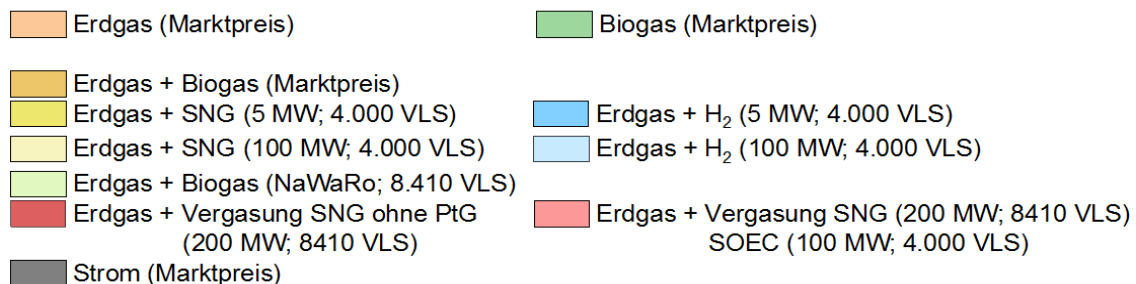 Erdgas (Marktpreis)
Biogas (Marktpreis)
Erdgas + Biogas (Marktpreis)
Erdgas + SNG (5 MW; 4.000 VLS)
Erdgas + H₂ (5 MW; 4.000 VLS)
Erdgas + SNG (100 MW; 4.000 VLS)
Erdgas + H₂ (100 MW; 4.000 VLS)
Erdgas + Biogas (NaWaRo; 8.410 VLS)
Erdgas + Vergasung SNG ohne PtG
(200 MW; 8410 VLS)
Erdgas + Vergasung SNG (200 MW; 8410 VLS)
SOEC (100 MW; 4.000 VLS)
Strom (Marktpreis)